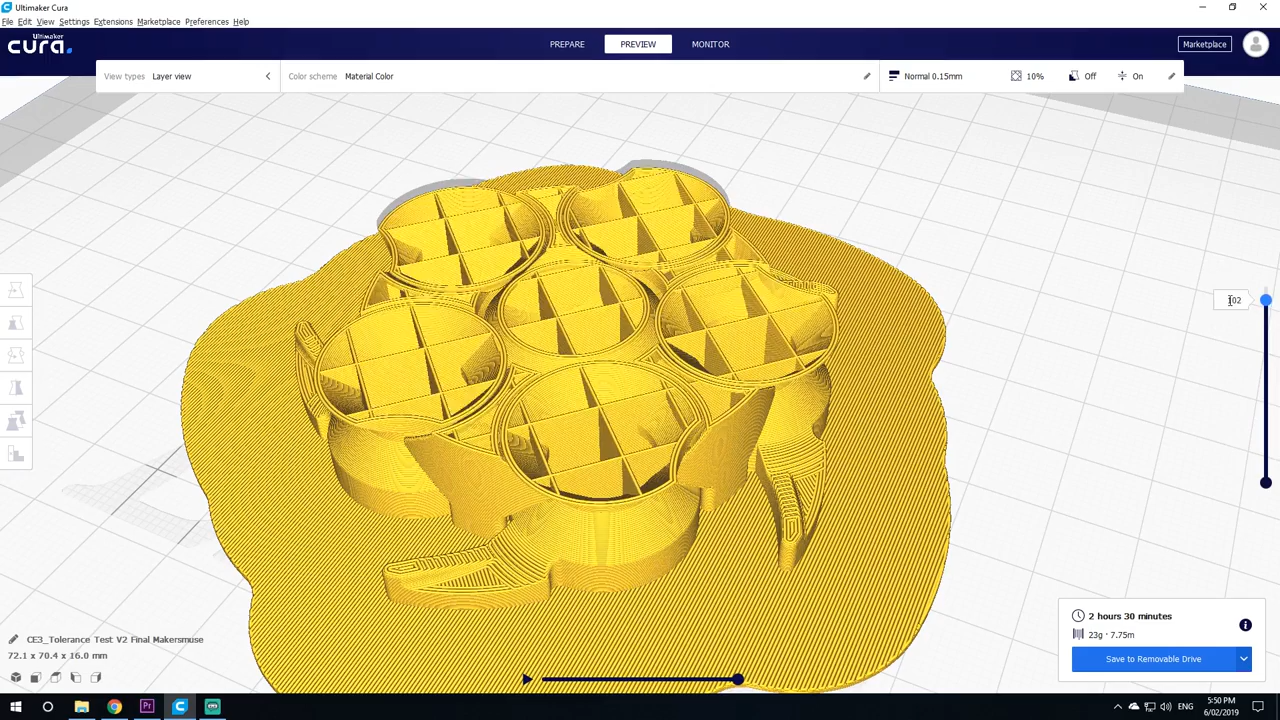 Ultimaker Cura
File Edit View Settings Extensions Marketplace Preferences Help
Ultimaker
cura.
PREPARE PREVIEW MONITOR
Marketplace
View types Layer view
Color scheme Material Color
Normal 0.15mm 10% Off On
CE3_Tolerance Test V2 Final Makersmuse
72.1 x 70.4 x 16.0 mm
2 hours 30 minutes
23g · 7.75m
Save to Removable Drive
Pr
ENG
5:50 PM
6/02/2019